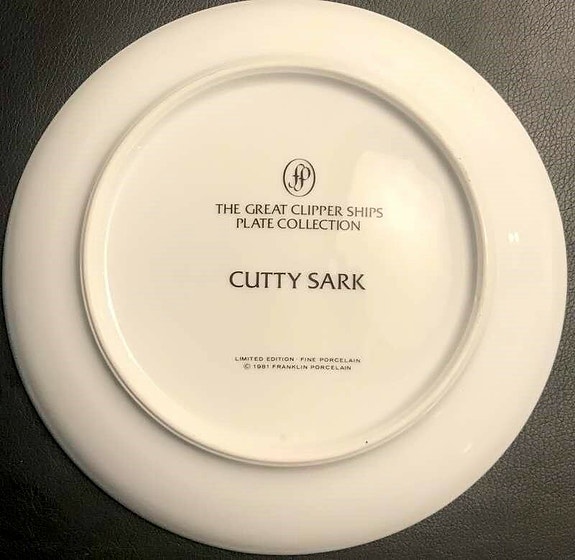 fp
THE GREAT CLIPPER SHIPS
PLATE COLLECTION
CUTTY SARK
LIMITED EDITION · FINE PORCELAIN
© 1981 FRANKLIN PORCELAIN